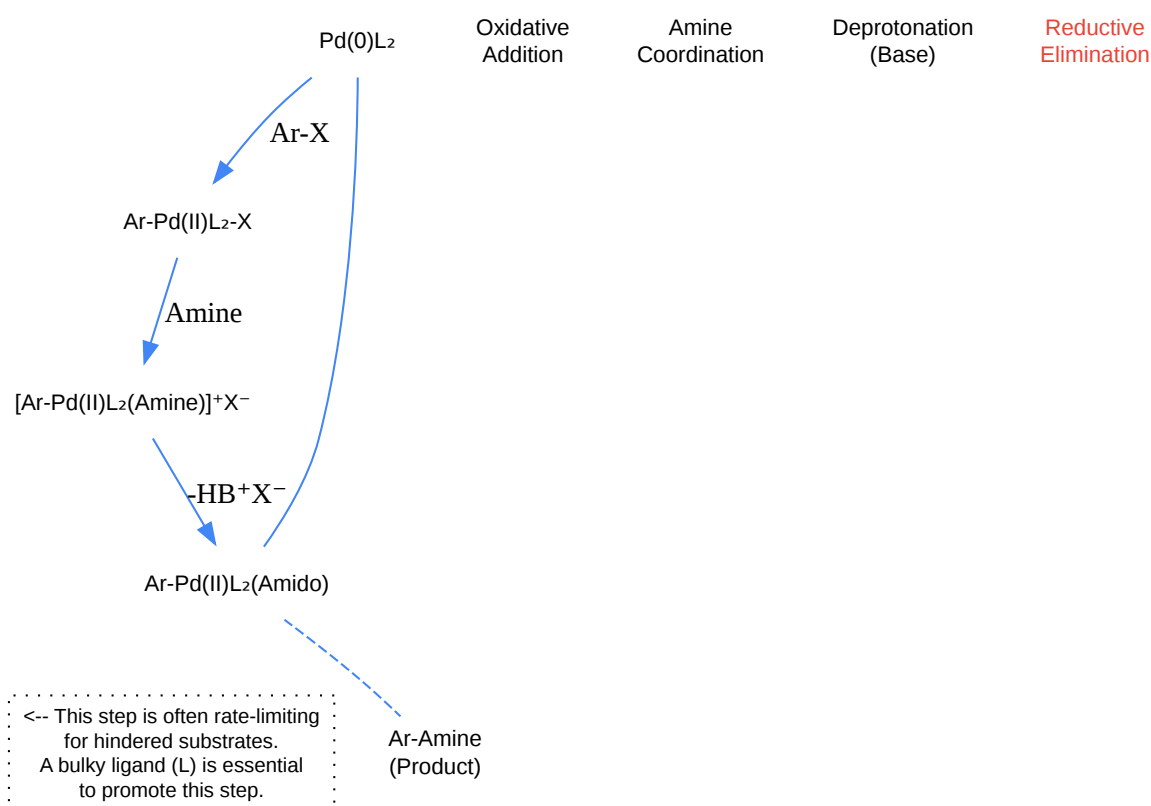 Pd(0)L₂
Oxidative
Addition
Amine
Coordination
Deprotonation
(Base)
Reductive
Elimination
Ar-X
Ar-Pd(II)L₂-X
Amine
[Ar-Pd(II)L₂(Amine)]⁺X⁻
-HB⁺X⁻
Ar-Pd(II)L₂(Amido)
<-- This step is often rate-limiting
for hindered substrates.
A bulky ligand (L) is essential
to promote this step.
Ar-Amine
(Product)